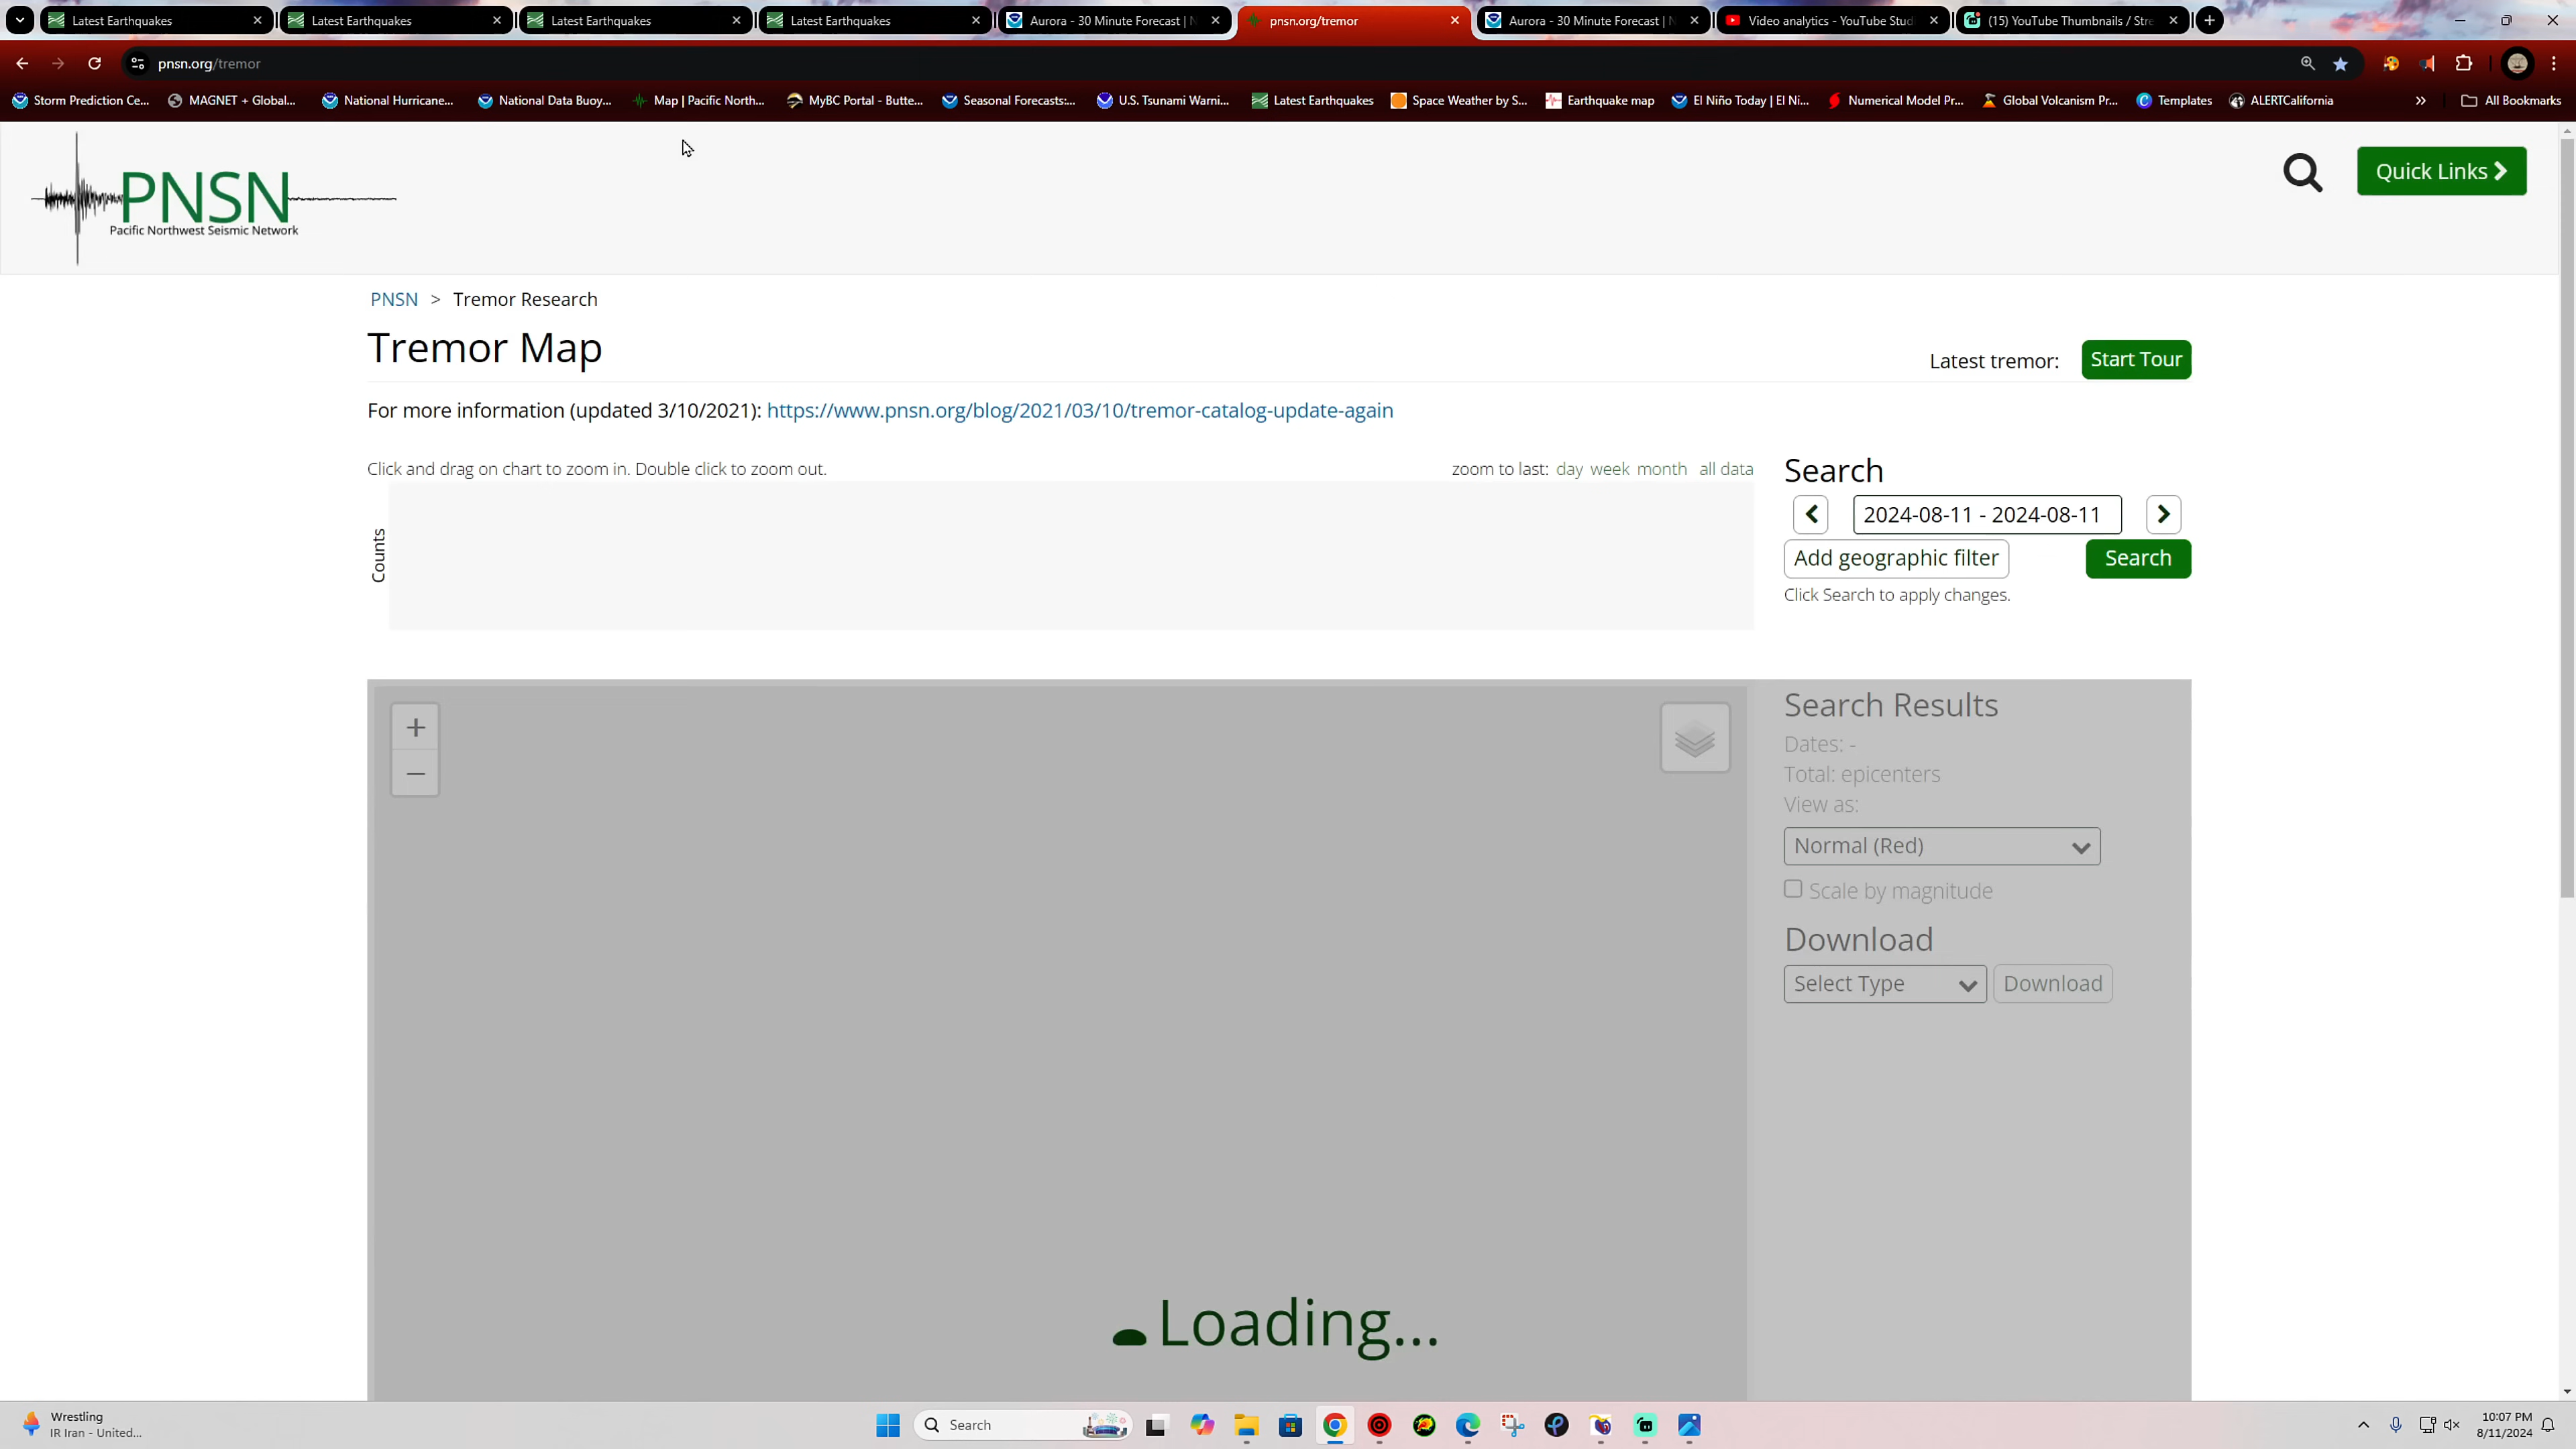 Latest Earthquakes
Latest Earthquakes
Latest Earthquakes
Latest Earthquakes
Aurora - 30 Minute Forecast | N
pnsn.org/tremor
Aurora - 30 Minute Forecast | N
Video analytics - YouTube Stud
(15) YouTube Thumbnails / Stre
pnsn.org/tremor
Storm Prediction Ce...
MAGNET + Global...
National Hurricane...
National Data Buoy...
Map | Pacific North...
MyBC Portal - Butte...
Seasonal Forecasts:...
U.S. Tsunami Warni...
Latest Earthquakes
Space Weather by S...
Earthquake map
El Niño Today | El Ni...
Numerical Model Pr...
Global Volcanism Pr...
Templates
ALERTCalifornia
All Bookmarks
PNSN
Pacific Northwest Seismic Network
Quick Links
PNSN > Tremor Research
Tremor Map
Latest tremor:
Start Tour
For more information (updated 3/10/2021): https://www.pnsn.org/blog/2021/03/10/tremor-catalog-update-again
Click and drag on chart to zoom in. Double click to zoom out.
zoom to last: day week month all data
Counts
Search
2024-08-11 - 2024-08-11
Add geographic filter
Search
Click Search to apply changes.
Search Results
Dates: -
Total: epicenters
View as:
Normal (Red)
Scale by magnitude
Download
Select Type
Download
Loading...
Wrestling
IR Iran - United...
Search
10:07 PM
8/11/2024